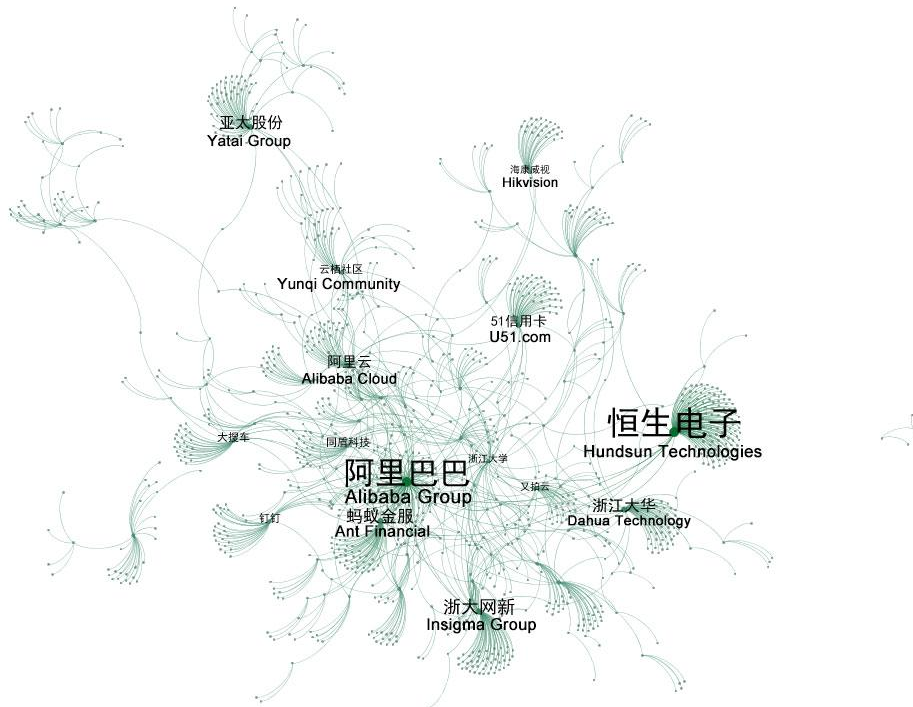 亚太股份
Yatai Group
海康威视
Hikvision
云栖社区
Yunqi Community
51信用卡
U51.com
阿里云
Alibaba Cloud
恒生电子
Hundsun Technologies
大搜车
同盾科技
浙江大学
阿里巴巴
Alibaba Group
又拍云
浙江大华
Dahua Technology
钉钉
蚂蚁金服
Ant Financial
浙大网新
Insigma Group